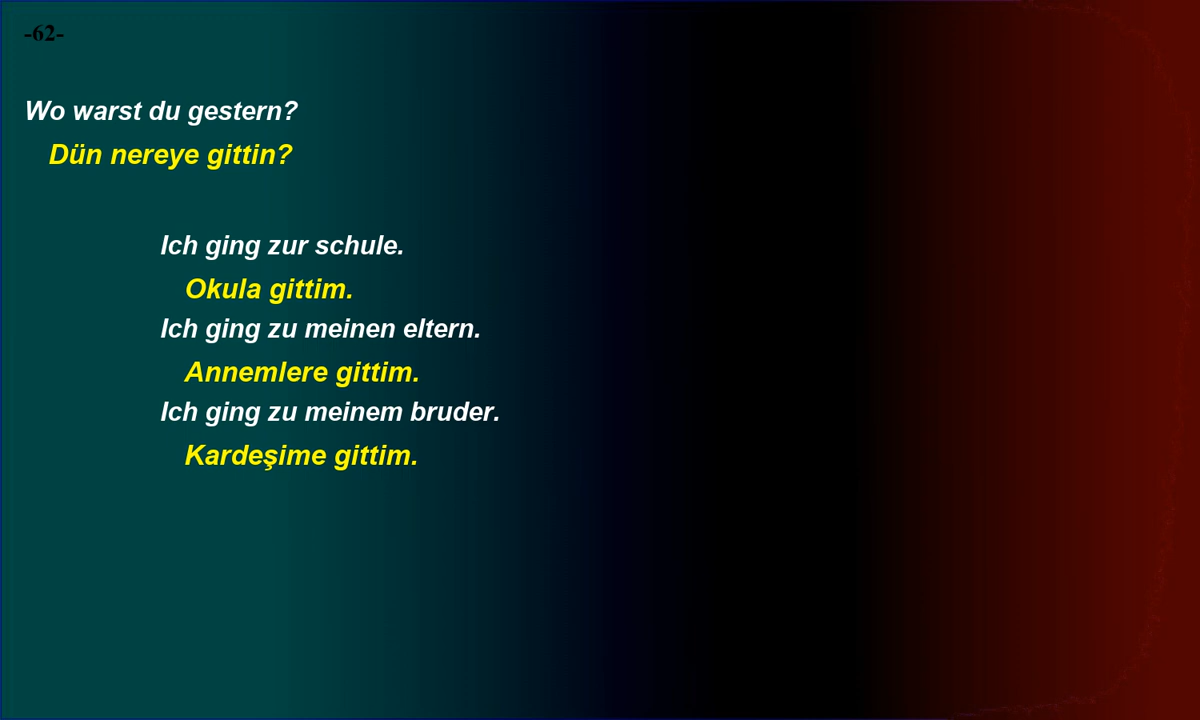 -62-
Wo warst du gestern?
Dün nereye gittin?
Ich ging zur schule.
Okula gittim.
Ich ging zu meinen eltern.
Annemlere gittim.
Ich ging zu meinem bruder.
Kardeşime gittim.